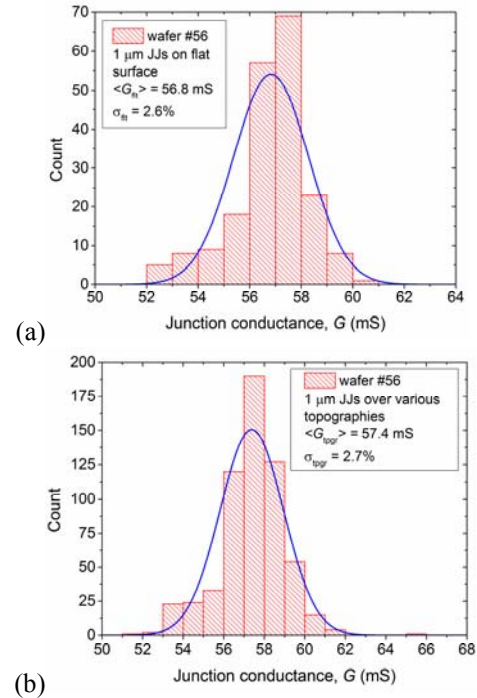 70
60
50
40
30
20
10
0
Count
wafer #56
1 μm JJs on flat
surface
<G_flt> = 56.8 mS
σ_flt = 2.6%
50 52 54 56 58 60 62 64
Junction conductance, G (mS)
(a)
200
175
150
125
100
75
50
25
0
Count
wafer #56
1 μm JJs over various
topographies
<G_tpgr> = 57.4 mS
σ_tpgr = 2.7%
50 52 54 56 58 60 62 64 66 68
Junction conductance, G (mS)
(b)